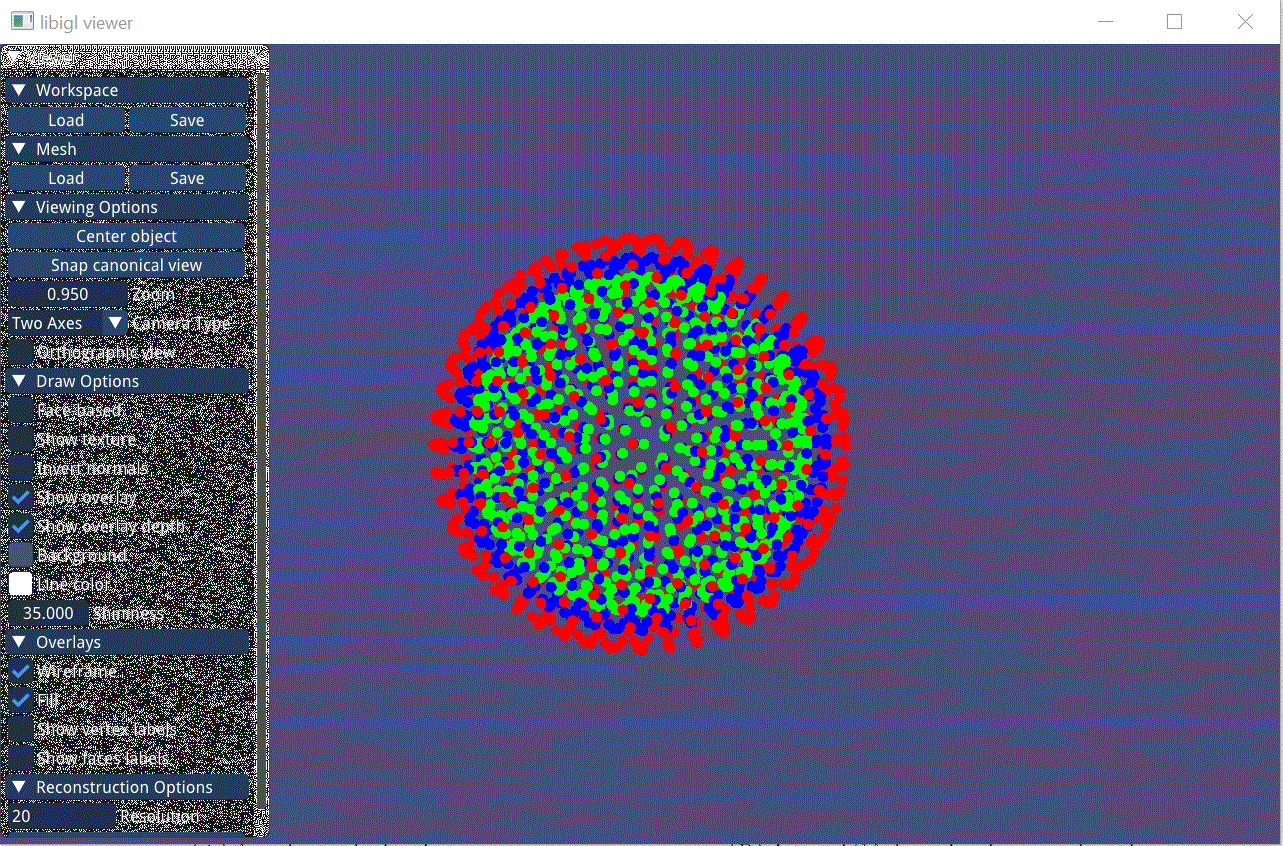 libigl viewer
Viewer
Workspace
Load Save
Mesh
Load Save
Viewing Options
Center object
Snap canonical view
0.950 Zoom
Two Axes Camera Type
Orthographic view
Draw Options
Face-based
Show texture
Invert normals
Show overlay
Show overlay depth
Background
Line color
35.000 Shininess
Overlays
Wireframe
Fill
Show vertex labels
Show faces labels
Reconstruction Options
20 Resolution